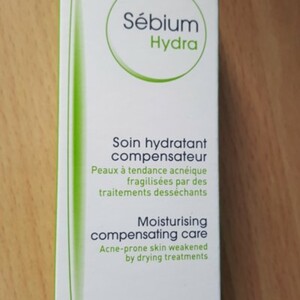 Sébium
Hydra
Soin hydratant
compensateur
Peaux à tendance acnéique
fragilisées par des
traitements desséchants
Moisturising
compensating care
Acne-prone skin weakened
by drying treatments